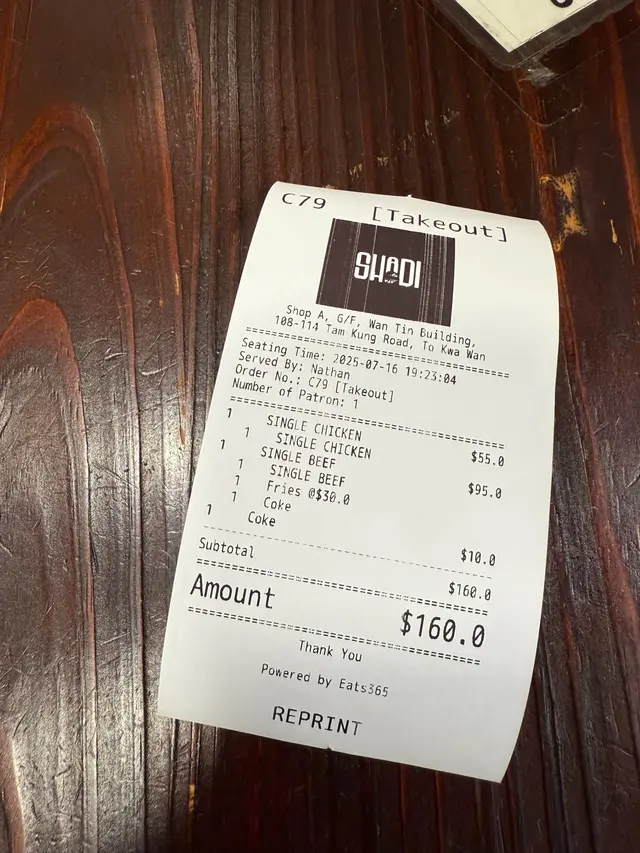 C79 [Takeout]
SHADI
Shop A, G/F, Wan Tin Building,
108-114 Tam Kung Road, To Kwa Wan
Seating Time: 2025-07-16 19:23:04
Served By: Nathan
Order No.: C79 [Takeout]
Number of Patron: 1
1 SINGLE CHICKEN $55.0
1 SINGLE CHICKEN
1 SINGLE BEEF $95.0
1 SINGLE BEEF
1 Fries @$30.0
1 Coke
1 Coke $10.0
Subtotal $160.0
Amount $160.0
Thank You
Powered by Eats365
REPRINT